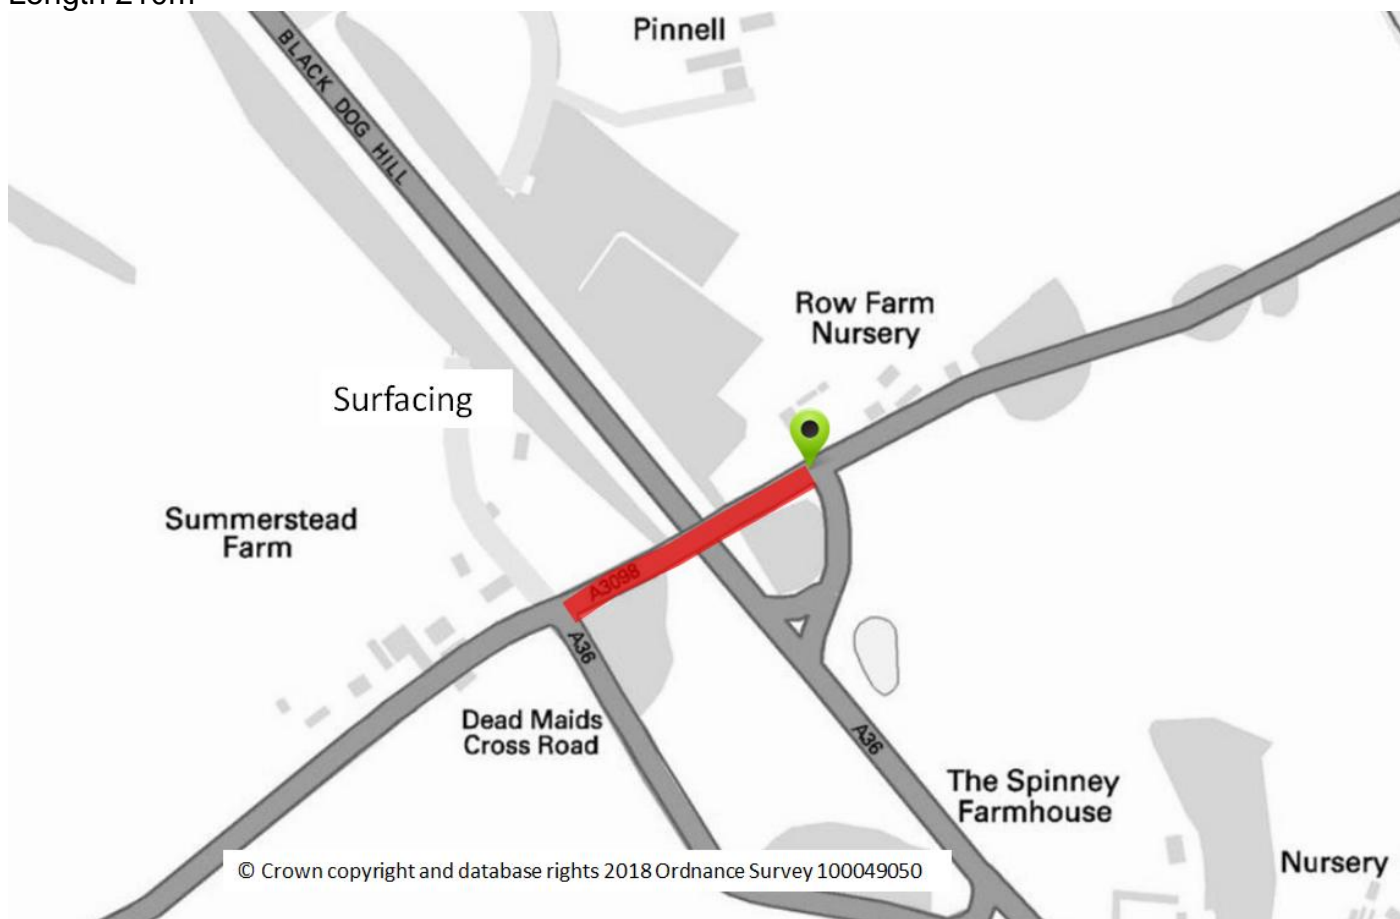 Pinnell
BLACK DOG HILL
Row Farm
Nursery
Surfacing
Summerstead
Farm
A3098
A36
Dead Maids
Cross Road
A36
The Spinney
Farmhouse
Nursery
© Crown copyright and database rights 2018 Ordnance Survey 100049050